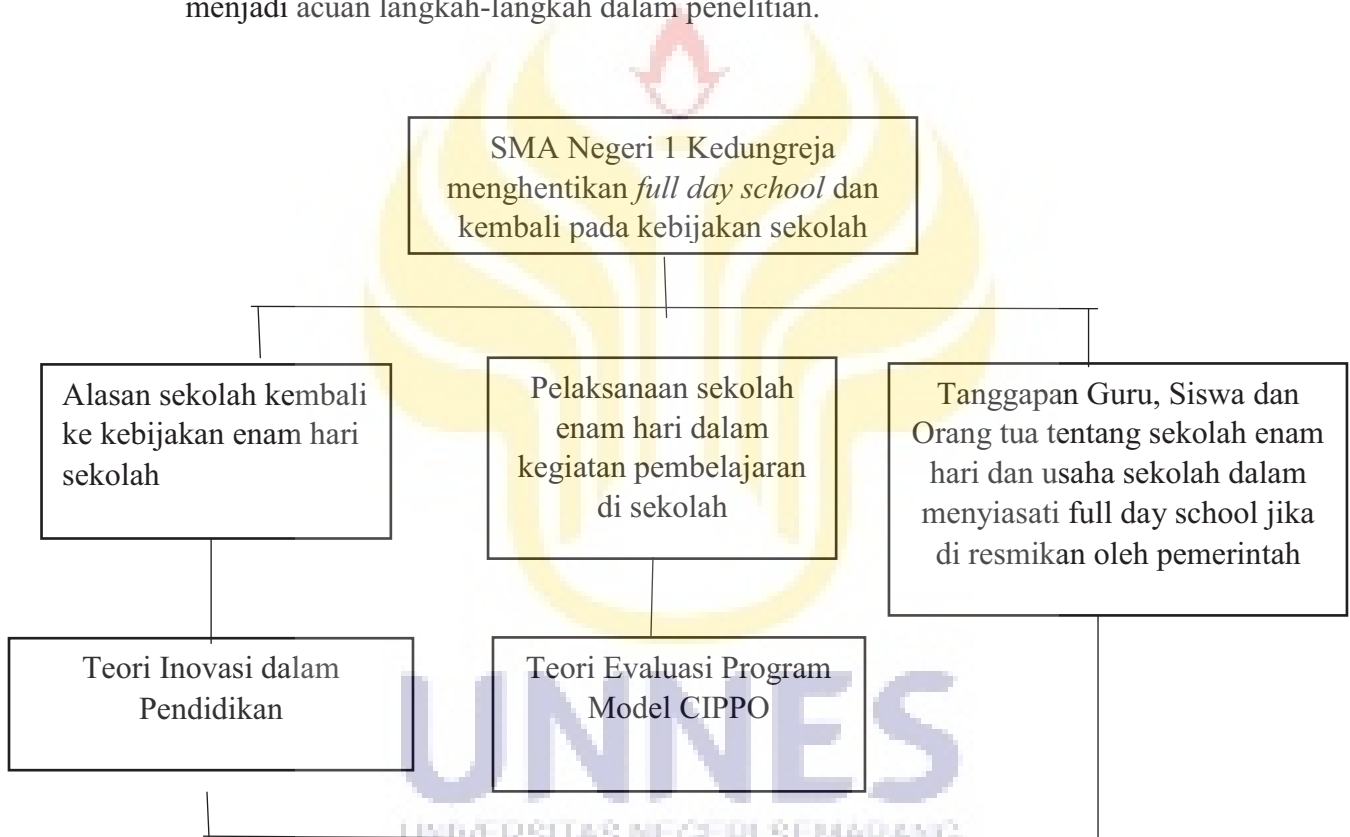 menjadi acuan langkah-langkah dalam penelitian.
SMA Negeri 1 Kedungreja
menghentikan full day school dan
kembali pada kebijakan sekolah
Alasan sekolah kembali
ke kebijakan enam hari
sekolah
Pelaksanaan sekolah
enam hari dalam
kegiatan pembelajaran
di sekolah
Tanggapan Guru, Siswa dan
Orang tua tentang sekolah enam
hari dan usaha sekolah dalam
menyiasati full day school jika
di resmikan oleh pemerintah
Teori Inovasi dalam
Pendidikan
Teori Evaluasi Program
Model CIPPO
UNNES
UNIVERSITAS NEGERI SEMARANG